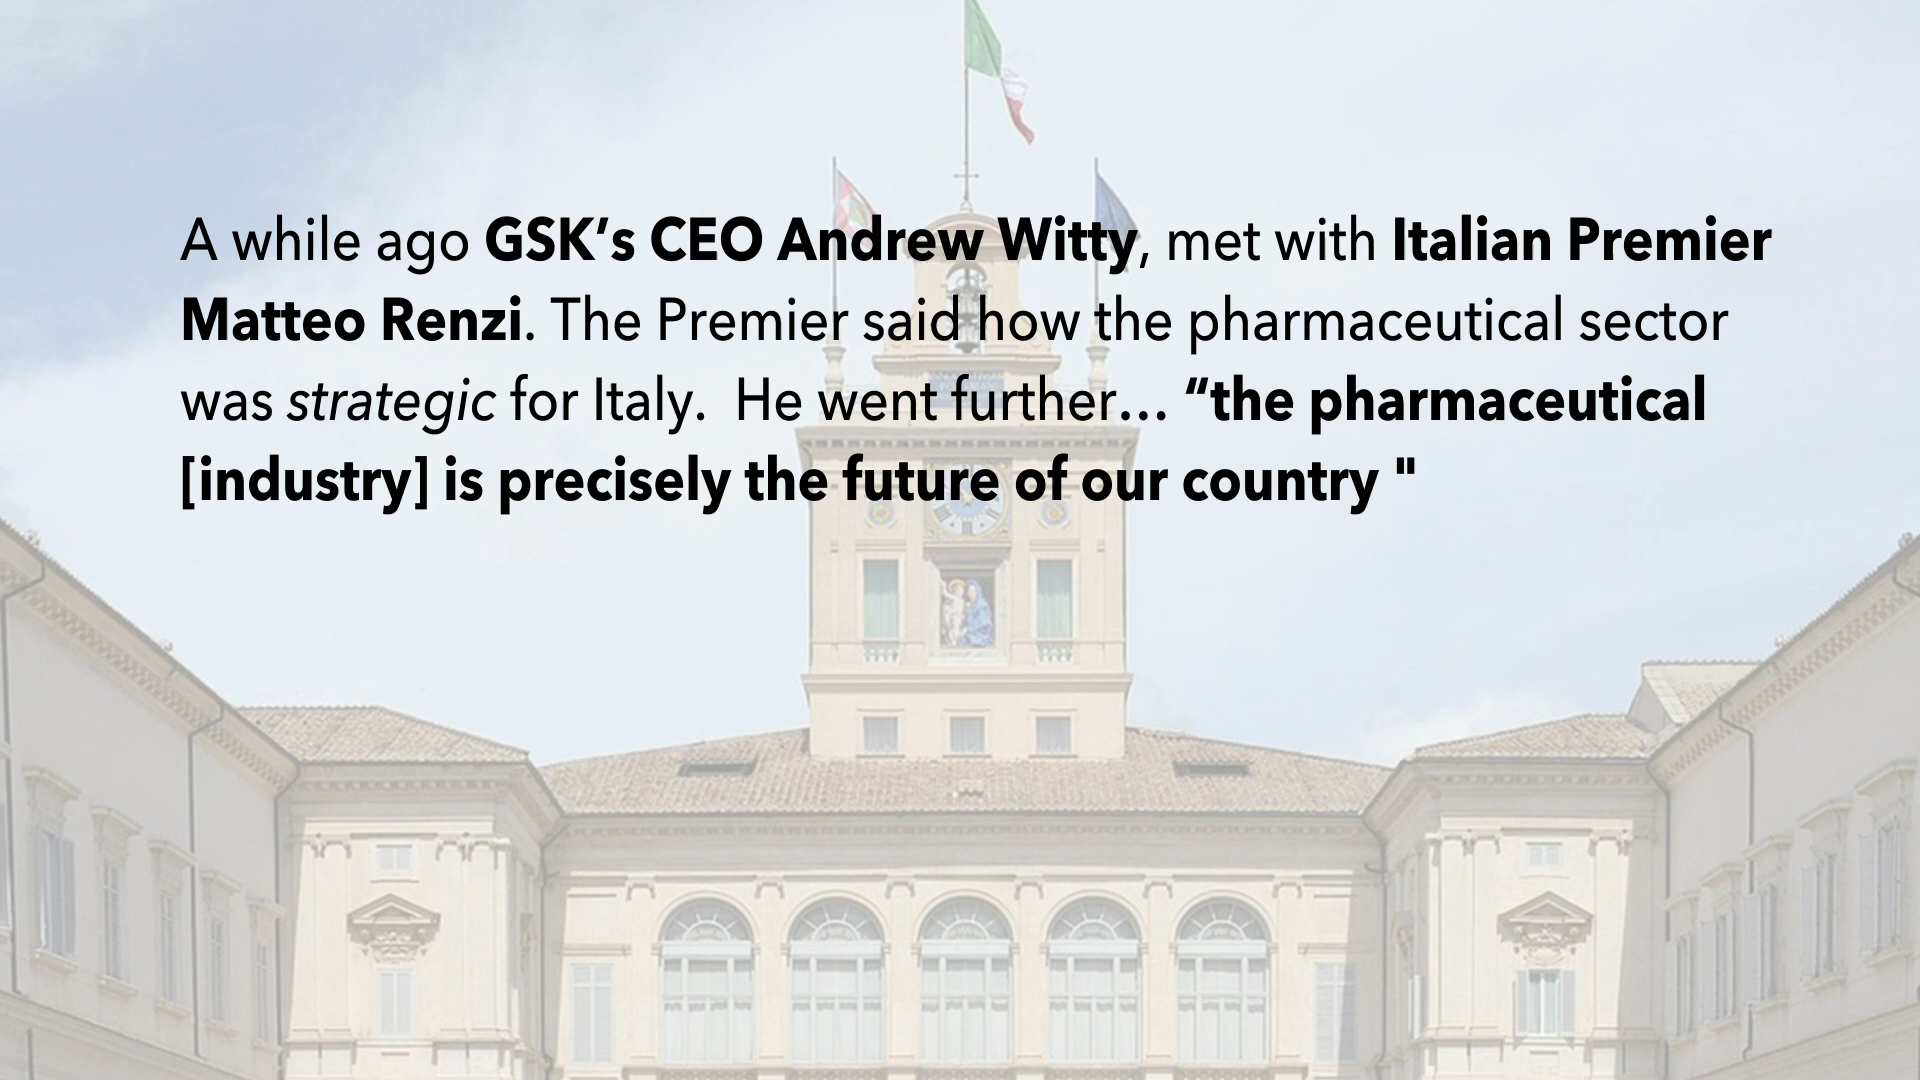 A while ago GSK’s CEO Andrew Witty, met with Italian Premier
Matteo Renzi. The Premier said how the pharmaceutical sector
was strategic for Italy.  He went further… “the pharmaceutical
[industry] is precisely the future of our country "